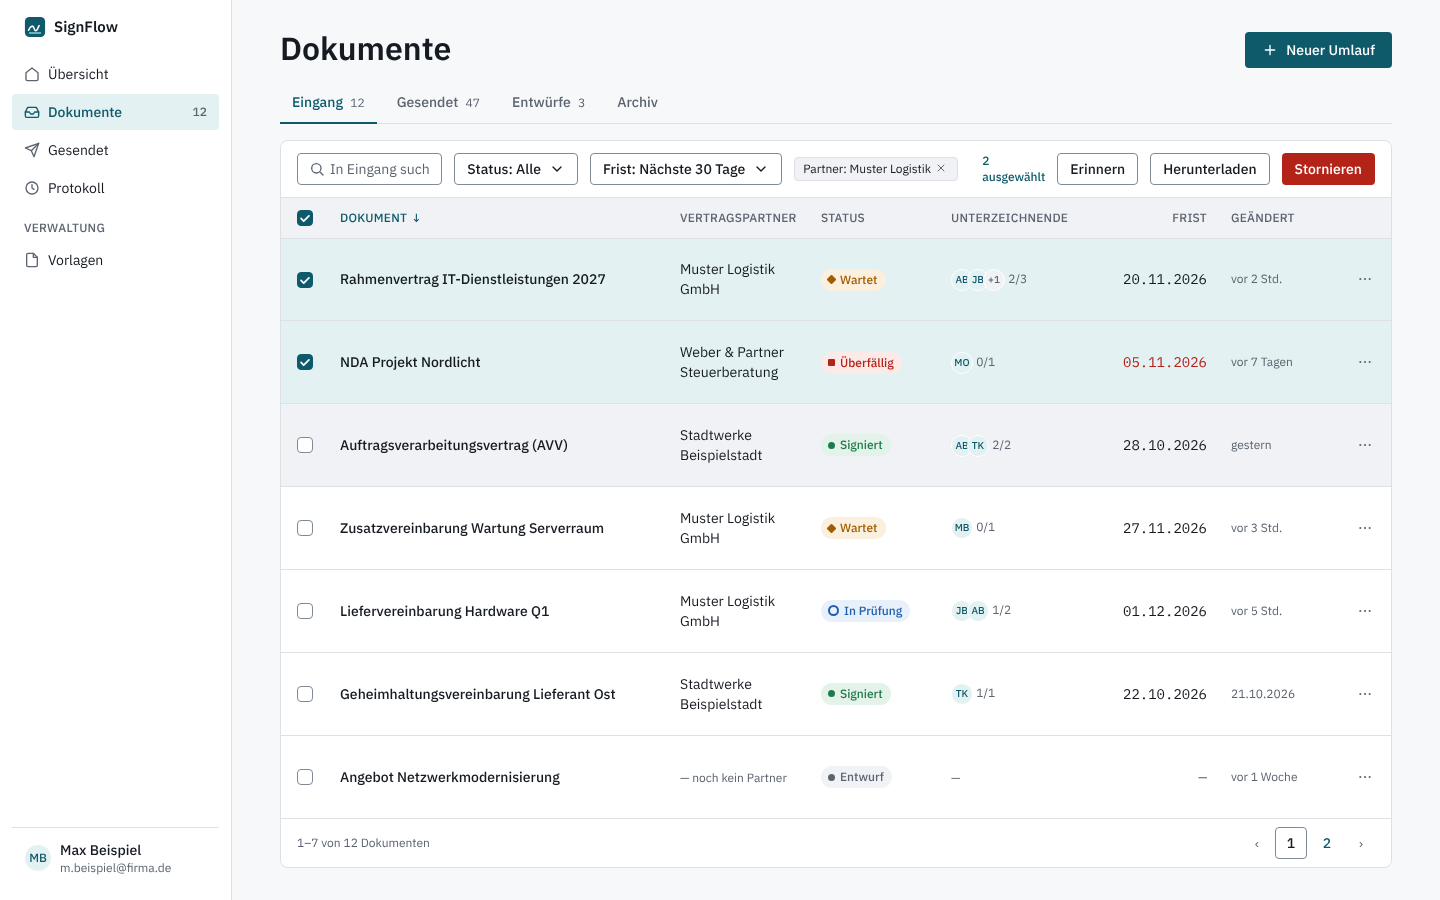 SignFlow
Übersicht
Dokumente 12
Gesendet
Protokoll
VERWALTUNG
Vorlagen
Max Beispiel
m.beispiel@firma.de
Dokumente
+ Neuer Umlauf
Eingang 12 Gesendet 47 Entwürfe 3 Archiv
In Eingang such
Status: Alle
Frist: Nächste 30 Tage
Partner: Muster Logistik ×
2
ausgewählt
Erinnern
Herunterladen
Stornieren
DOKUMENT ↓ VERTRAGSPARTNER STATUS UNTERZEICHNENDE FRIST GEÄNDERT
Rahmenvertrag IT-Dienstleistungen 2027
Muster Logistik
GmbH
Wartet
AB JB +1 2/3
20.11.2026
vor 2 Std.
···
NDA Projekt Nordlicht
Weber & Partner
Steuerberatung
Überfällig
MO 0/1
05.11.2026
vor 7 Tagen
···
Auftragsverarbeitungsvertrag (AVV)
Stadtwerke
Beispielstadt
Signiert
AB TK 2/2
28.10.2026
gestern
···
Zusatzvereinbarung Wartung Serverraum
Muster Logistik
GmbH
Wartet
MB 0/1
27.11.2026
vor 3 Std.
···
Liefervereinbarung Hardware Q1
Muster Logistik
GmbH
In Prüfung
JB AB 1/2
01.12.2026
vor 5 Std.
···
Geheimhaltungsvereinbarung Lieferant Ost
Stadtwerke
Beispielstadt
Signiert
TK 1/1
22.10.2026
21.10.2026
···
Angebot Netzwerkmodernisierung
— noch kein Partner
Entwurf
—
—
vor 1 Woche
···
1–7 von 12 Dokumenten
‹ 1 2 ›
MB